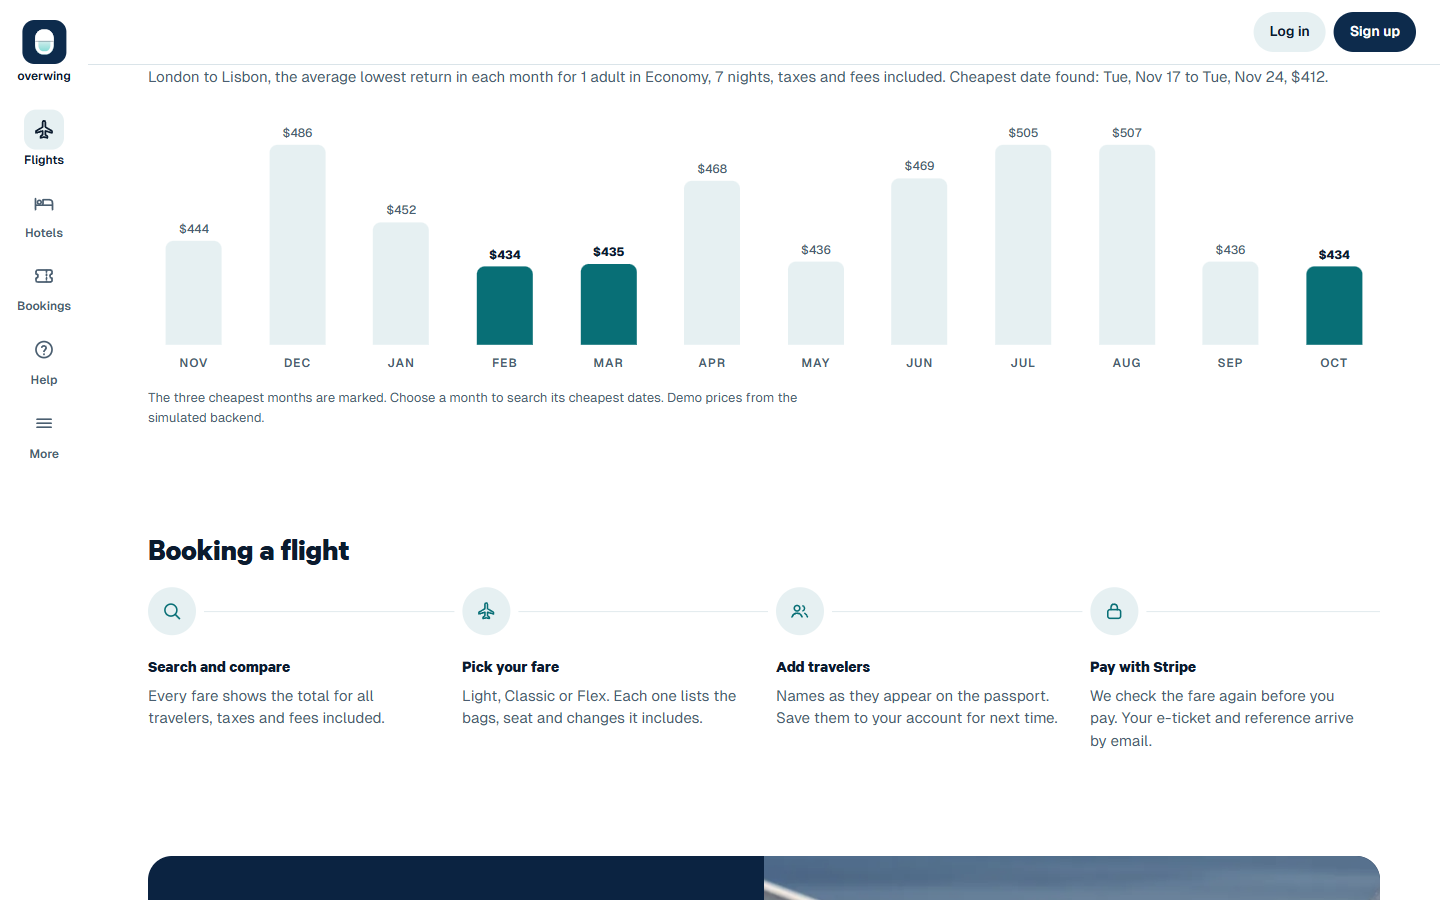 overwing
Log in
Sign up
Flights
Hotels
Bookings
Help
More
London to Lisbon, the average lowest return in each month for 1 adult in Economy, 7 nights, taxes and fees included. Cheapest date found: Tue, Nov 17 to Tue, Nov 24, $412.
$444
$486
$452
$434
$435
$468
$436
$469
$505
$507
$436
$434
NOV
DEC
JAN
FEB
MAR
APR
MAY
JUN
JUL
AUG
SEP
OCT
The three cheapest months are marked. Choose a month to search its cheapest dates. Demo prices from the
simulated backend.
Booking a flight
Search and compare
Every fare shows the total for all
travelers, taxes and fees included.
Pick your fare
Light, Classic or Flex. Each one lists the
bags, seat and changes it includes.
Add travelers
Names as they appear on the passport.
Save them to your account for next time.
Pay with Stripe
We check the fare again before you
pay. Your e-ticket and reference arrive
by email.